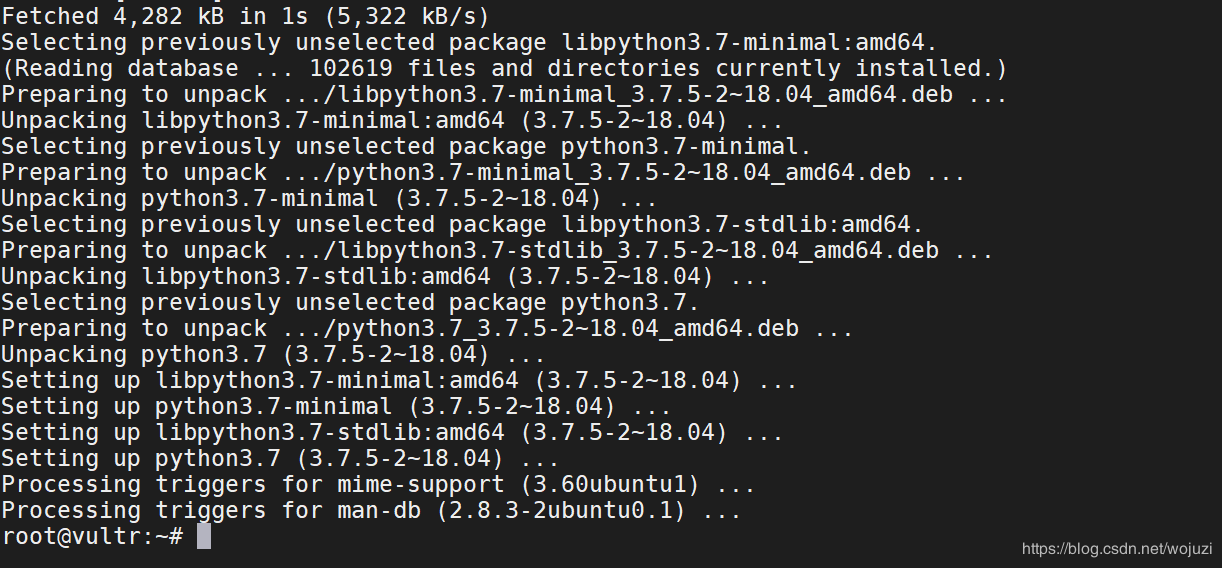 Fetched 4,282 kB in 1s (5,322 kB/s)
Selecting previously unselected package libpython3.7-minimal:amd64.
(Reading database ... 102619 files and directories currently installed.)
Preparing to unpack .../libpython3.7-minimal_3.7.5-2~18.04_amd64.deb ...
Unpacking libpython3.7-minimal:amd64 (3.7.5-2~18.04) ...
Selecting previously unselected package python3.7-minimal.
Preparing to unpack .../python3.7-minimal_3.7.5-2~18.04_amd64.deb ...
Unpacking python3.7-minimal (3.7.5-2~18.04) ...
Selecting previously unselected package libpython3.7-stdlib:amd64.
Preparing to unpack .../libpython3.7-stdlib_3.7.5-2~18.04_amd64.deb ...
Unpacking libpython3.7-stdlib:amd64 (3.7.5-2~18.04) ...
Selecting previously unselected package python3.7.
Preparing to unpack .../python3.7_3.7.5-2~18.04_amd64.deb ...
Unpacking python3.7 (3.7.5-2~18.04) ...
Setting up libpython3.7-minimal:amd64 (3.7.5-2~18.04) ...
Setting up python3.7-minimal (3.7.5-2~18.04) ...
Setting up libpython3.7-stdlib:amd64 (3.7.5-2~18.04) ...
Setting up python3.7 (3.7.5-2~18.04) ...
Processing triggers for mime-support (3.60ubuntu1) ...
Processing triggers for man-db (2.8.3-2ubuntu0.1) ...
root@vultr:~#
https://blog.csdn.net/wojuzi